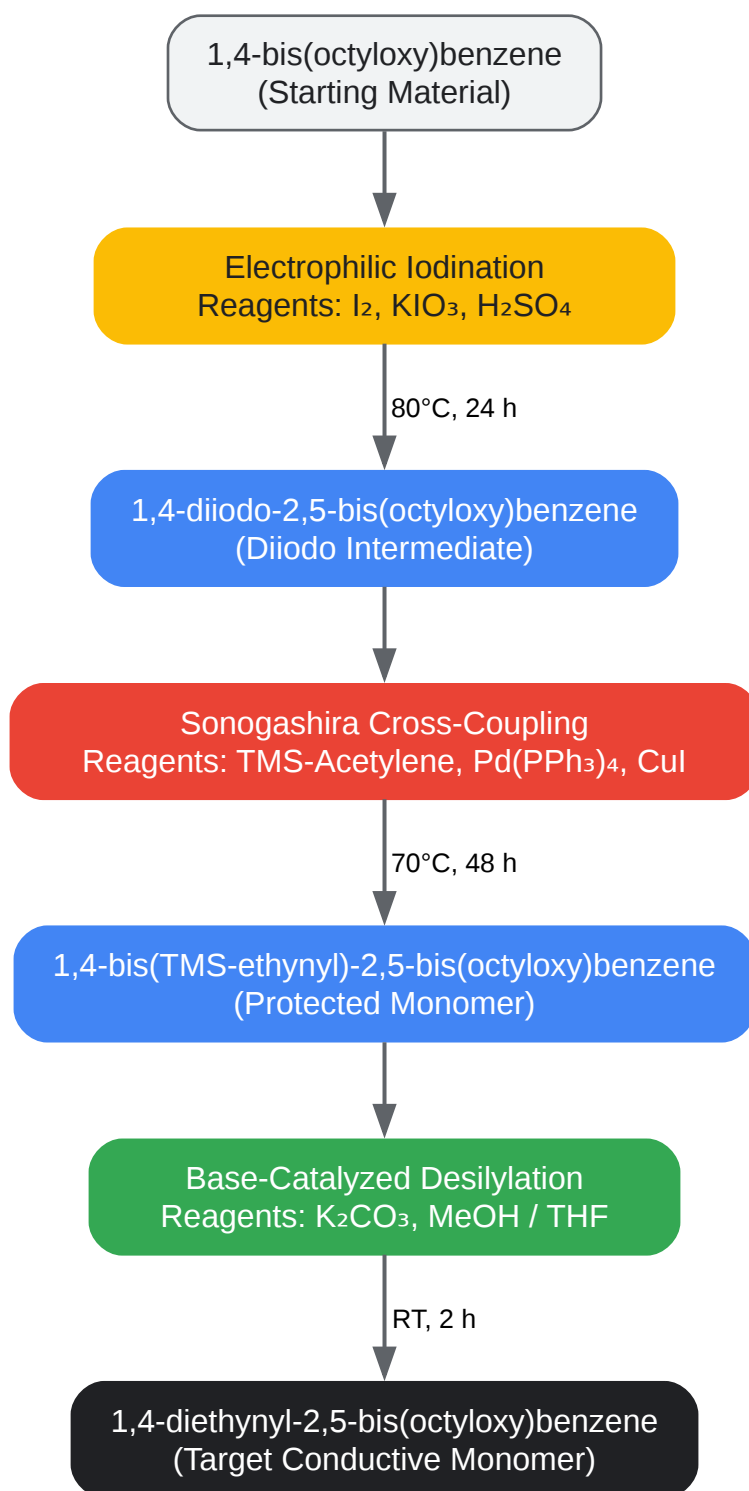 1,4-bis(octyloxy)benzene
(Starting Material)
Electrophilic Iodination
Reagents: I₂, KIO₃, H₂SO₄
80°C, 24 h
1,4-diiodo-2,5-bis(octyloxy)benzene
(Diiodo Intermediate)
Sonogashira Cross-Coupling
Reagents: TMS-Acetylene, Pd(PPh₃)₄, CuI
70°C, 48 h
1,4-bis(TMS-ethynyl)-2,5-bis(octyloxy)benzene
(Protected Monomer)
Base-Catalyzed Desilylation
Reagents: K₂CO₃, MeOH / THF
RT, 2 h
1,4-diethynyl-2,5-bis(octyloxy)benzene
(Target Conductive Monomer)